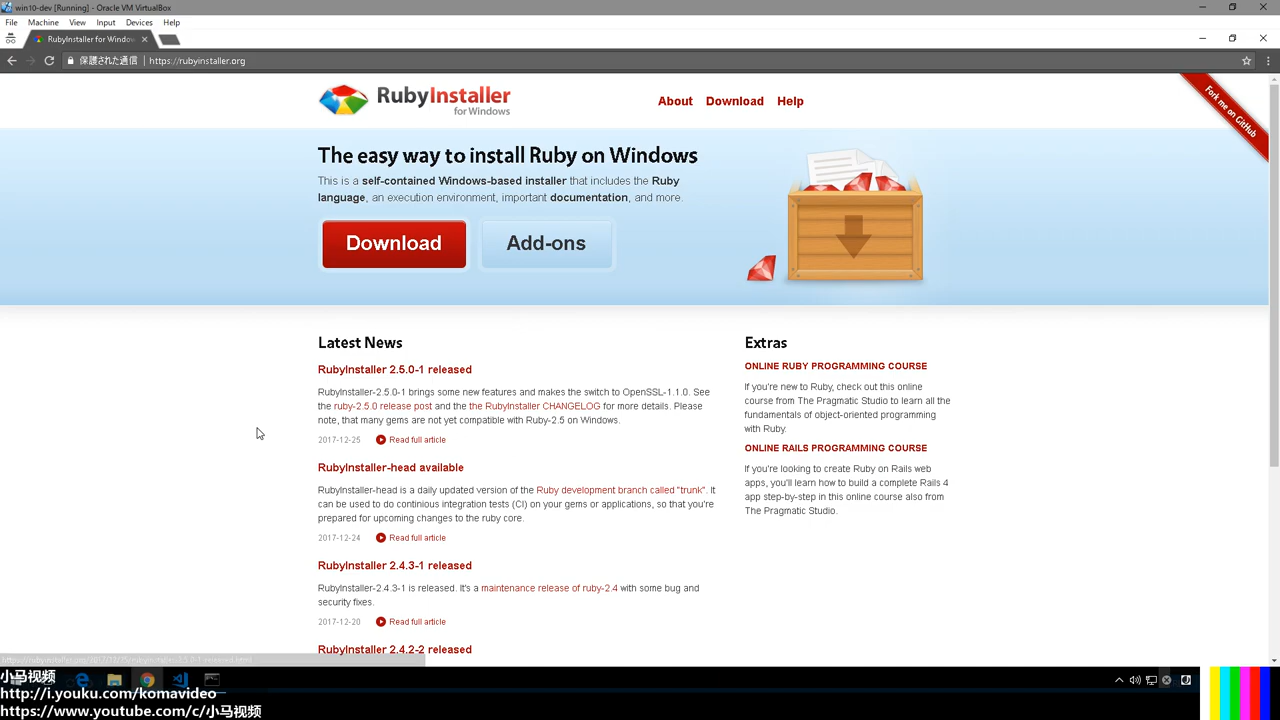 win10-dev [Running] - Oracle VM VirtualBox
File Machine View Input Devices Help
RubyInstaller for Window
保護された通信 | https://rubyinstaller.org
RubyInstaller
for Windows
About Download Help
Fork me on GitHub
The easy way to install Ruby on Windows
This is a self-contained Windows-based installer that includes the Ruby
language, an execution environment, important documentation, and more.
Download Add-ons
Latest News
RubyInstaller 2.5.0-1 released
RubyInstaller-2.5.0-1 brings some new features and makes the switch to OpenSSL-1.1.0. See
the ruby-2.5.0 release post and the the RubyInstaller CHANGELOG for more details. Please
note, that many gems are not yet compatible with Ruby-2.5 on Windows.
2017-12-25 Read full article
RubyInstaller-head available
RubyInstaller-head is a daily updated version of the Ruby development branch called "trunk". It
can be used to do continious integration tests (CI) on your gems or applications, so that you're
prepared for upcoming changes to the ruby core.
2017-12-24 Read full article
RubyInstaller 2.4.3-1 released
RubyInstaller-2.4.3-1 is released. It's a maintenance release of ruby-2.4 with some bug and
security fixes.
2017-12-20 Read full article
RubyInstaller 2.4.2-2 released
Extras
ONLINE RUBY PROGRAMMING COURSE
If you're new to Ruby, check out this online
course from The Pragmatic Studio to learn all the
fundamentals of object-oriented programming
with Ruby.
ONLINE RAILS PROGRAMMING COURSE
If you're looking to create Ruby on Rails web
apps, you'll learn how to build a complete Rails 4
app step-by-step in this online course also from
The Pragmatic Studio.
小马视频
http://i.youku.com/komavideo
https://www.youtube.com/c/小马视频